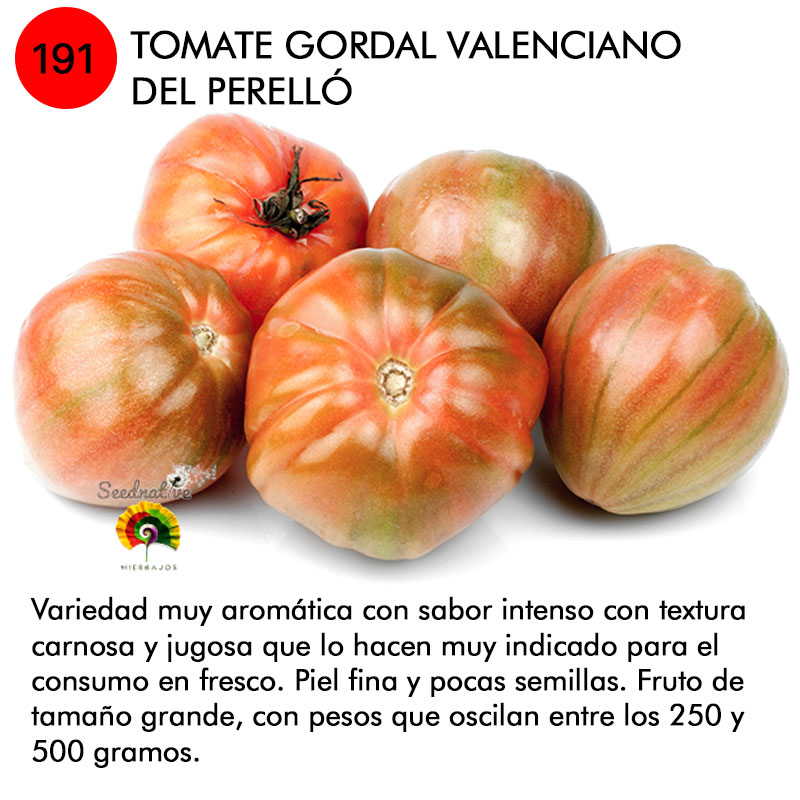 191
TOMATE GORDAL VALENCIANO
DEL PERELLÓ
Seednative
HIERBAJOS
Variedad muy aromática con sabor intenso con textura
carnosa y jugosa que lo hacen muy indicado para el
consumo en fresco. Piel fina y pocas semillas. Fruto de
tamaño grande, con pesos que oscilan entre los 250 y
500 gramos.